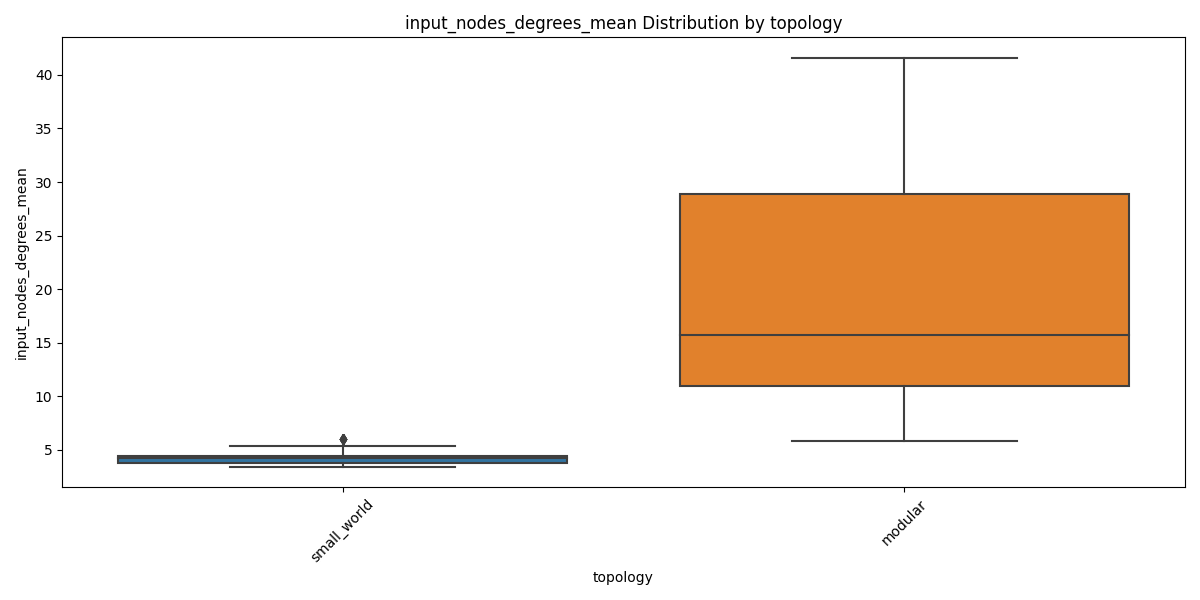 input_nodes_degrees_mean Distribution by topology
input_nodes_degrees_mean
40
35
30
25
20
15
10
5
small_world
modular
topology